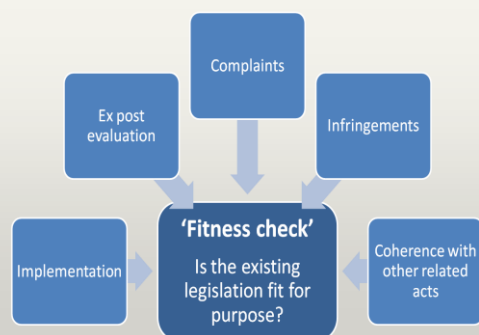 Complaints
Ex post
evaluation
Infringements
Implementation
‘Fitness check’
Is the existing
legislation fit for
purpose?
Coherence with
other related
acts